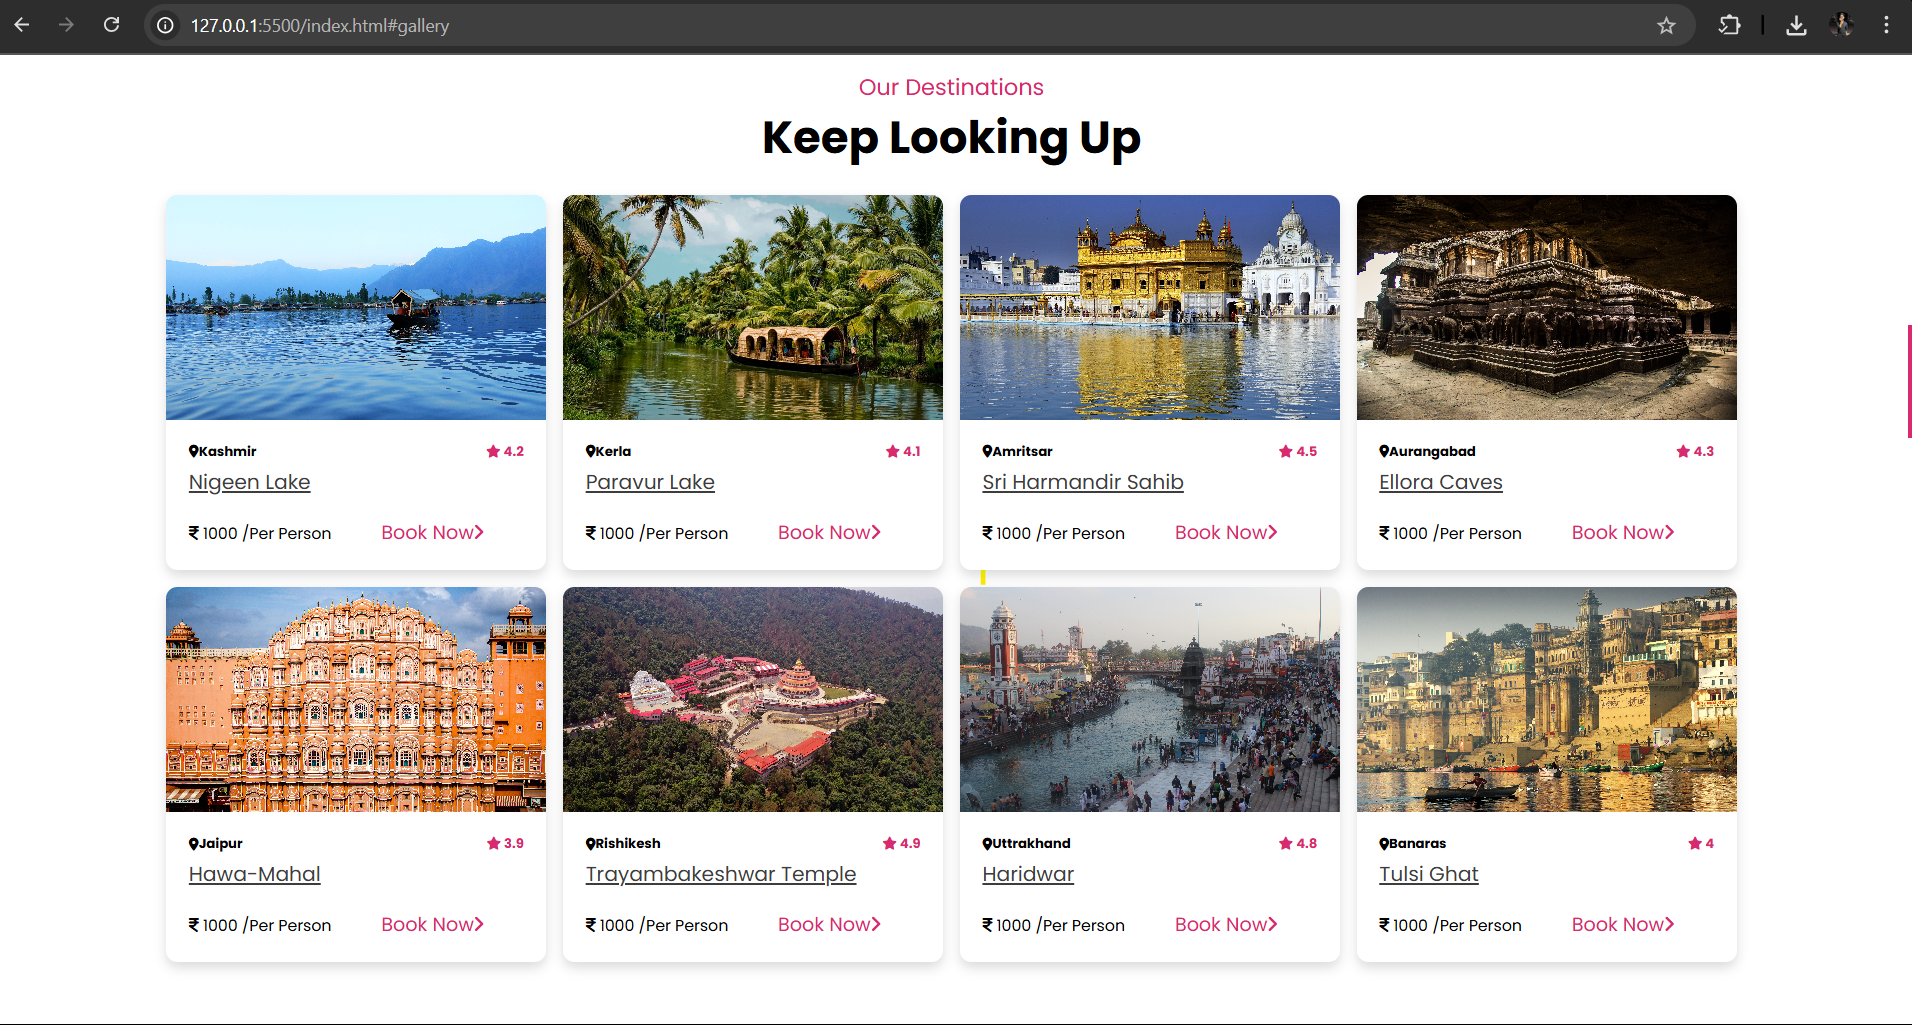 127.0.0.1:5500/index.html#gallery
Our Destinations
Keep Looking Up
Kashmir ★ 4.2
Nigeen Lake
₹ 1000 /Per Person Book Now>
Kerla ★ 4.1
Paravur Lake
₹ 1000 /Per Person Book Now>
Amritsar ★ 4.5
Sri Harmandir Sahib
₹ 1000 /Per Person Book Now>
Aurangabad ★ 4.3
Ellora Caves
₹ 1000 /Per Person Book Now>
Jaipur ★ 3.9
Hawa-Mahal
₹ 1000 /Per Person Book Now>
Rishikesh ★ 4.9
Trayambakeshwar Temple
₹ 1000 /Per Person Book Now>
Uttrakhand ★ 4.8
Haridwar
₹ 1000 /Per Person Book Now>
Banaras ★ 4
Tulsi Ghat
₹ 1000 /Per Person Book Now>